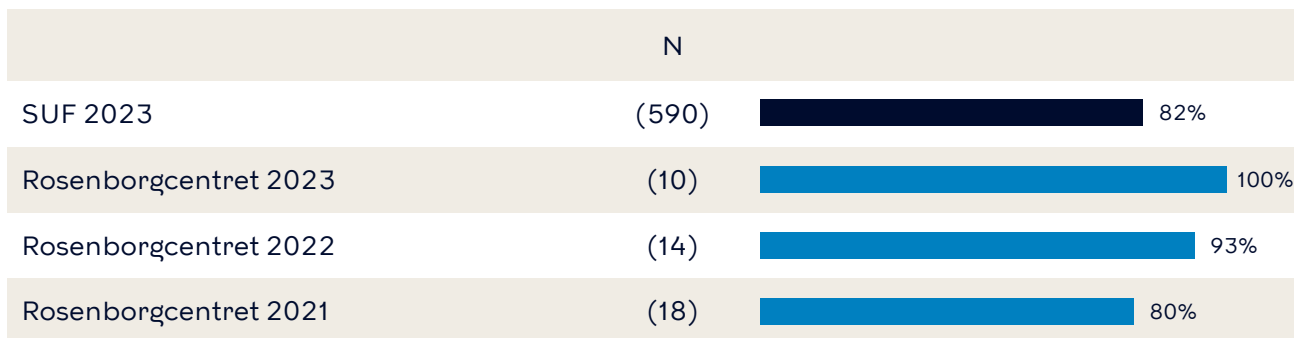 N
SUF 2023 (590) 82%
Rosenborgcentret 2023 (10) 100%
Rosenborgcentret 2022 (14) 93%
Rosenborgcentret 2021 (18) 80%